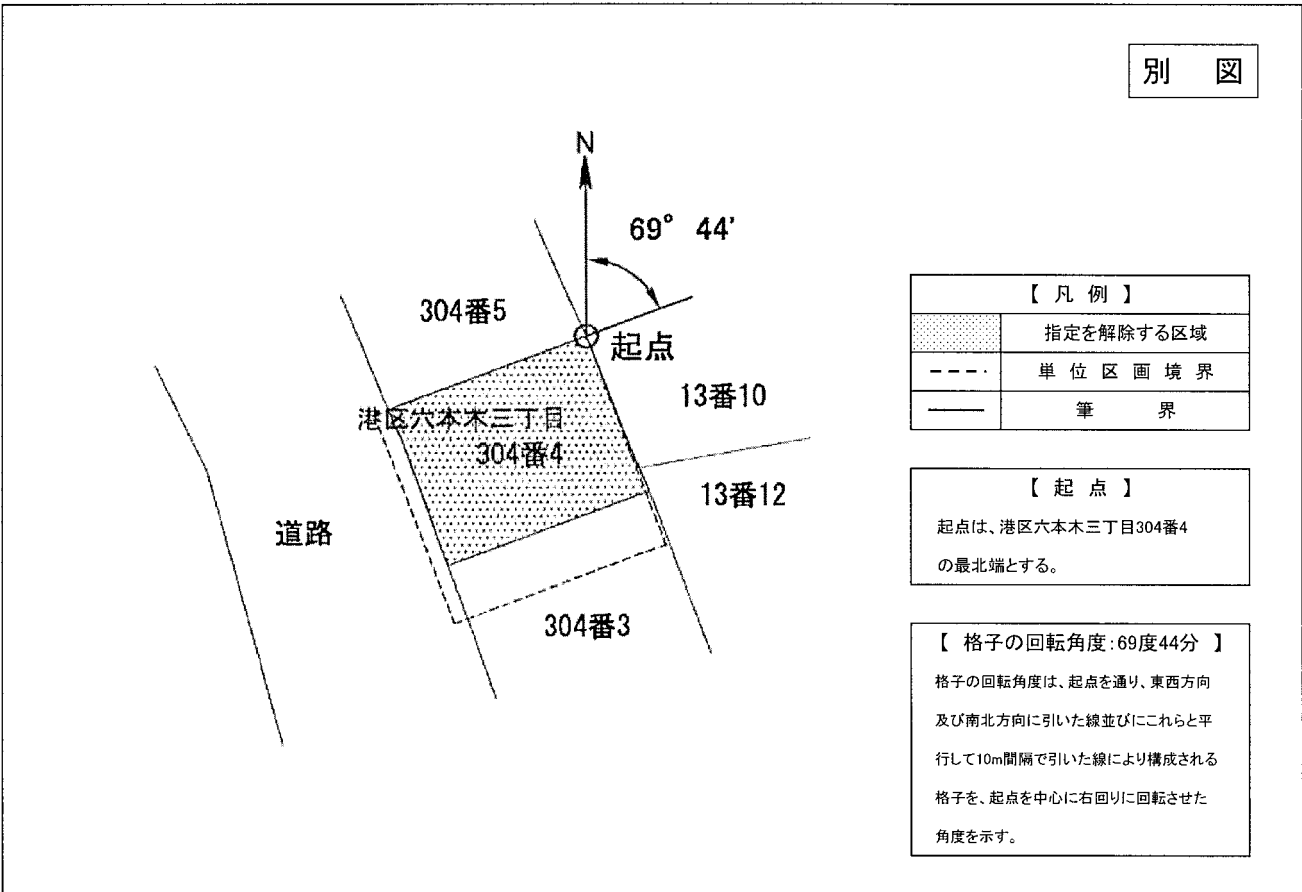 別　図
N
69° 44'
304番5
起点
13番10
港区六本木三丁目
304番4
13番12
道路
304番3
【 凡 例 】
指定を解除する区域
単 位 区 画 境 界
筆　　界
【 起 点 】
起点は、港区六本木三丁目304番4
の最北端とする。
【 格子の回転角度:69度44分 】
格子の回転角度は、起点を通り、東西方向
及び南北方向に引いた線並びにこれらと平
行して10m間隔で引いた線により構成される
格子を、起点を中心に右回りに回転させた
角度を示す。